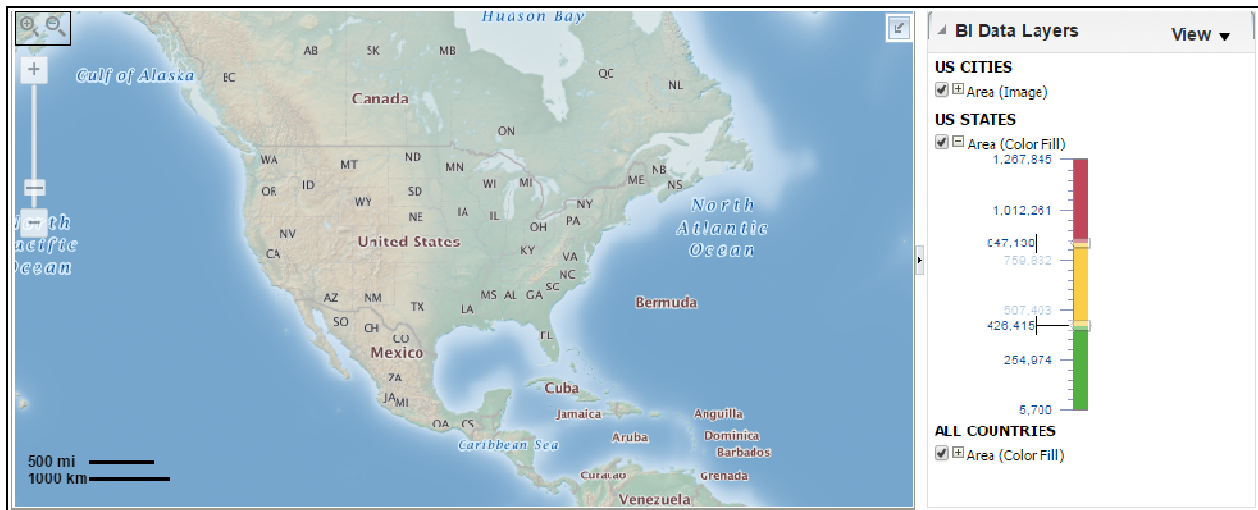 Hudson Bay
BI Data Layers
View
AB
SK
MB
Gulf of Alaska
BC
QC
NL
Canada
US CITIES
Area (Image)
US STATES
Area (Color Fill)
1,267,845
1,012,261
759,832
507,403
426,415
254,974
5,700
ALL COUNTRIES
Area (Color Fill)
ON
WA
MT
ND
MN
OR
ID
SD
WI
MI
ME
NB
NS
WY
NE
IA
IL
OH
PA
NY
North
Atlantic
Ocean
NV
United States
KY
VA
CA
NC
acific
cean
AZ
NM
TX
LA
MS
AL
GA
SC
Bermuda
SO
CH
CO
FL
Mexico
ZA
JA
MI
Cuba
Jamaica
Anguilla
OA
CS
Caribbean Sea
Aruba
Dominica
Barbados
500 mi
1000 km
Curacao
Grenada
Venezuela